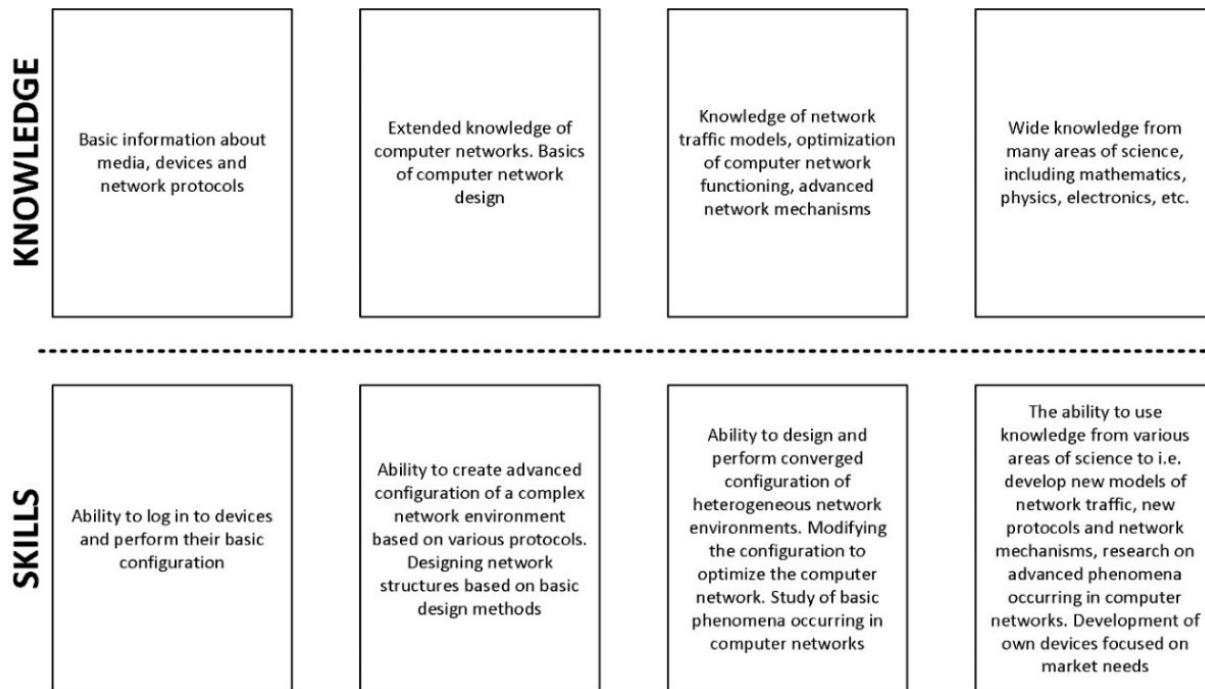 KNOWLEDGE
Basic information about
media, devices and
network protocols
Extended knowledge of
computer networks. Basics
of computer network
design
Knowledge of network
traffic models, optimization
of computer network
functioning, advanced
network mechanisms
Wide knowledge from
many areas of science,
including mathematics,
physics, electronics, etc.
SKILLS
Ability to log in to devices
and perform their basic
configuration
Ability to create advanced
configuration of a complex
network environment
based on various protocols.
Designing network
structures based on basic
design methods
Ability to design and
perform converged
configuration of
heterogeneous network
environments. Modifying
the configuration to
optimize the computer
network. Study of basic
phenomena occurring in
computer networks
The ability to use
knowledge from various
areas of science to i.e.
develop new models of
network traffic, new
protocols and network
mechanisms, research on
advanced phenomena
occurring in computer
networks. Development of
own devices focused on
market needs